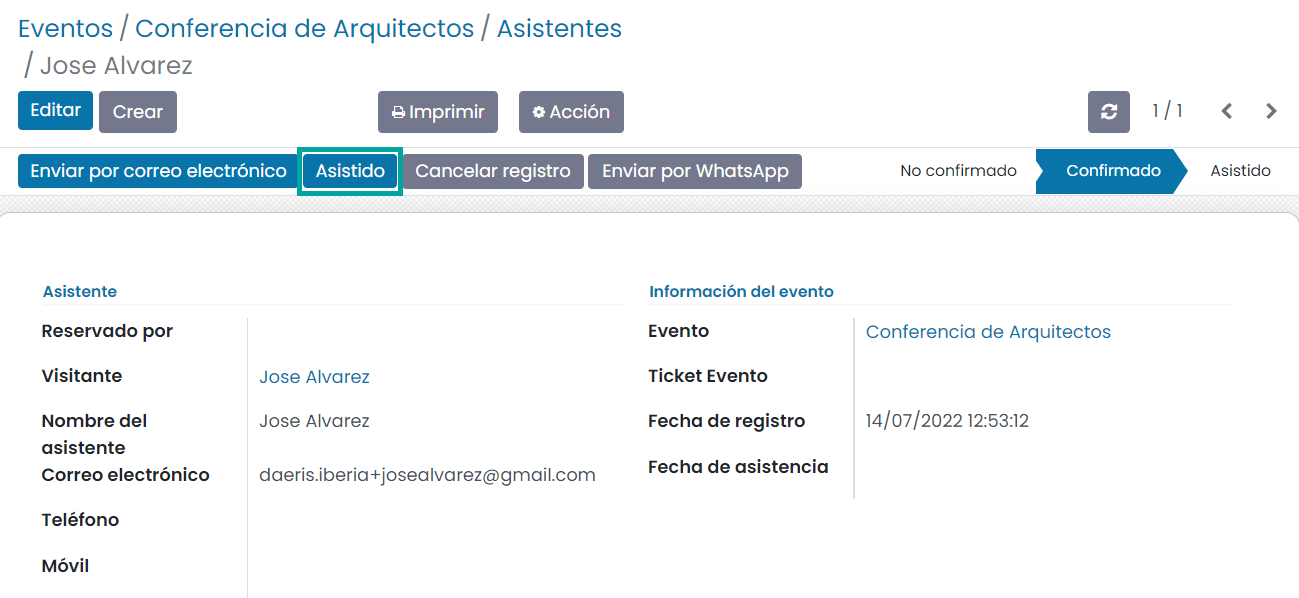 Eventos / Conferencia de Arquitectos / Asistentes
/ Jose Alvarez
Editar Crear Imprimir Acción 1 / 1
Enviar por correo electrónico Asistido Cancelar registro Enviar por WhatsApp No confirmado Confirmado Asistido
Asistente Información del evento
Reservado por Evento Conferencia de Arquitectos
Visitante Jose Alvarez Ticket Evento
Nombre del Jose Alvarez Fecha de registro 14/07/2022 12:53:12
asistente
Correo electrónico daeris.iberia+josealvarez@gmail.com Fecha de asistencia
Teléfono
Móvil